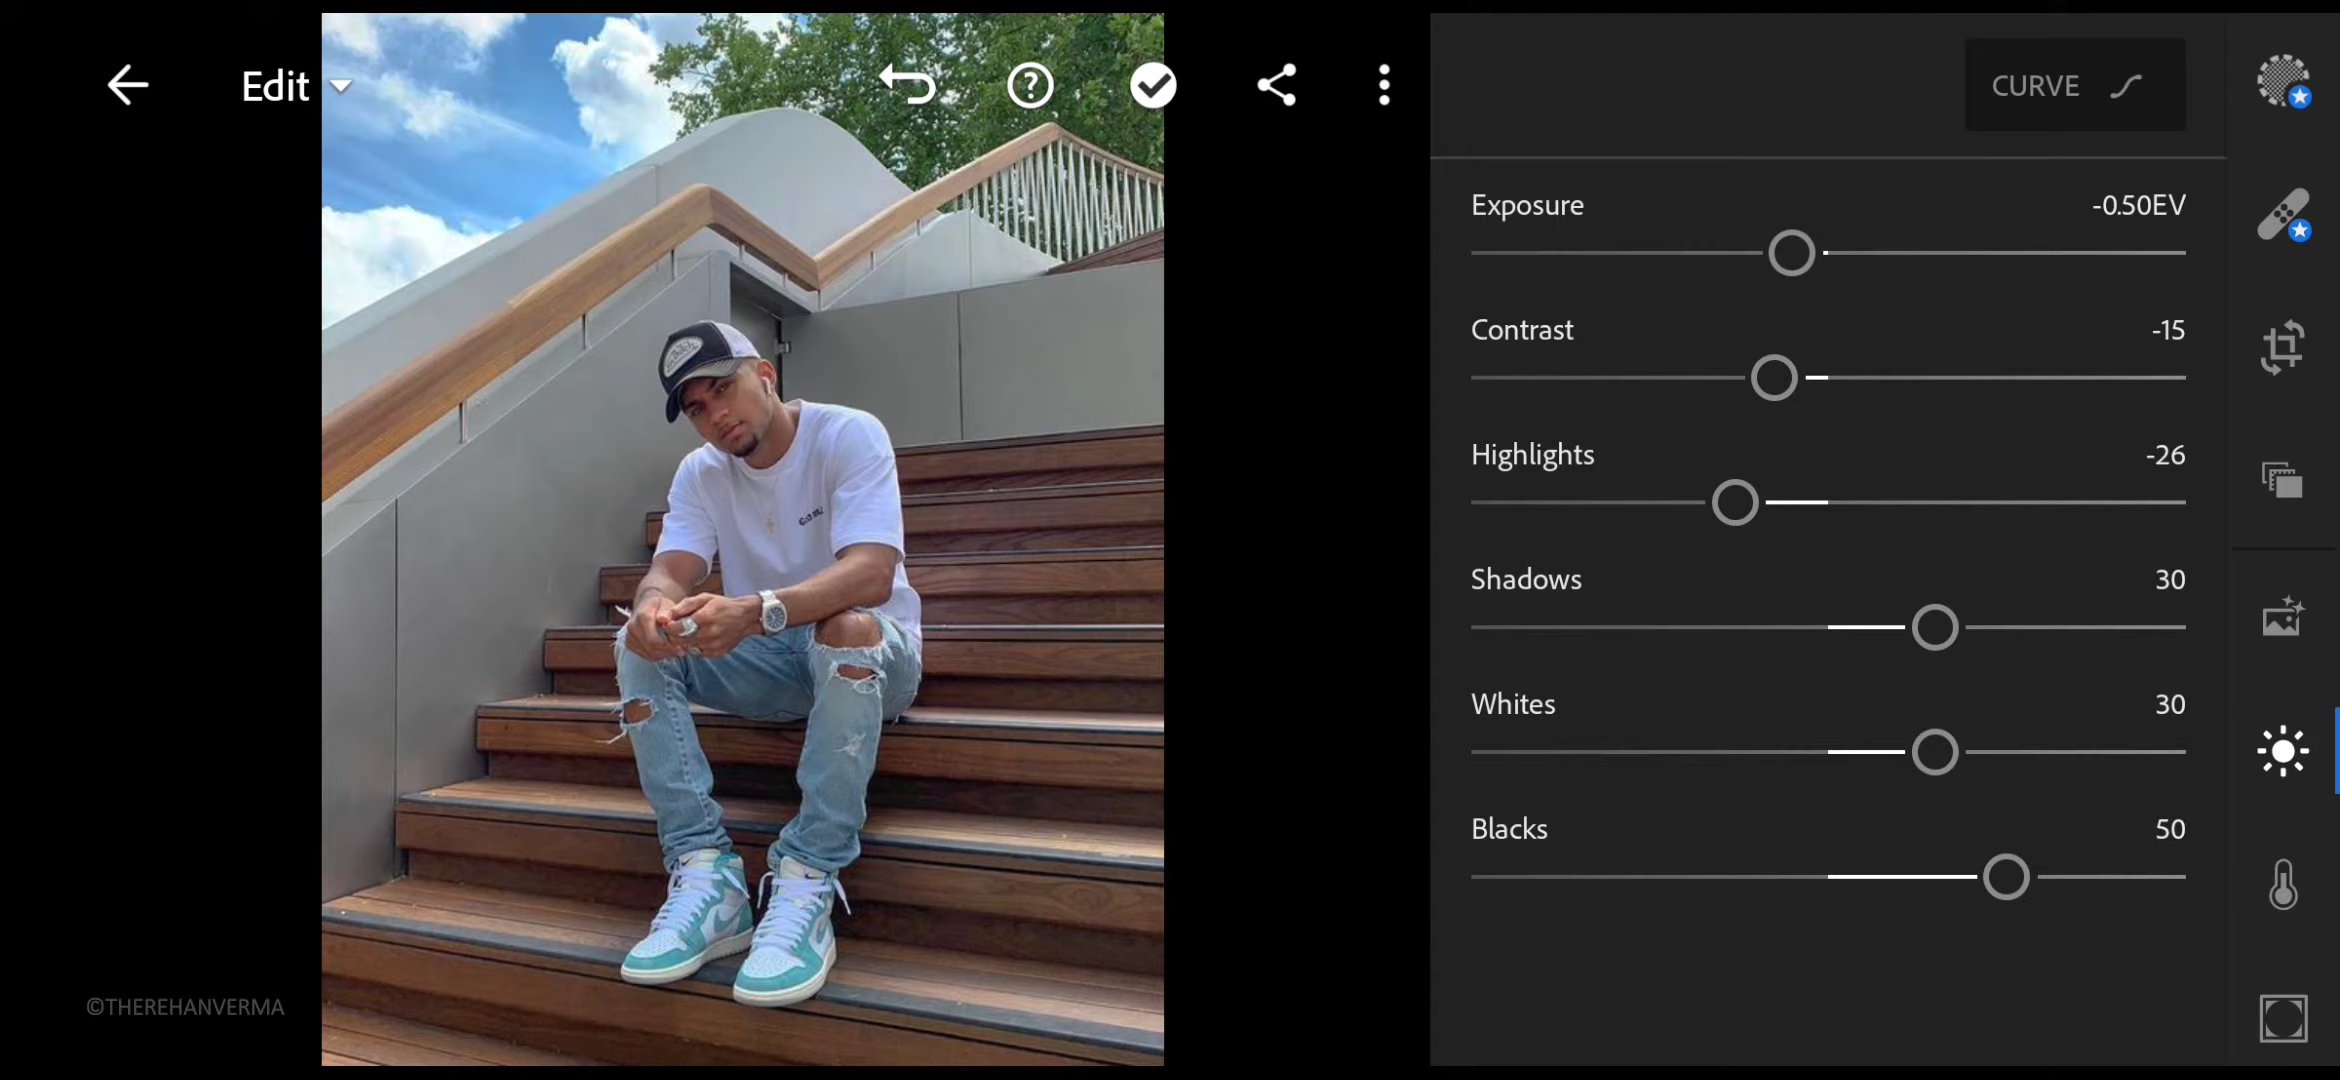 Edit
CURVE
Exposure -0.50EV
Contrast -15
Highlights -26
Shadows 30
Whites 30
Blacks 50
©THEREHANVERMA